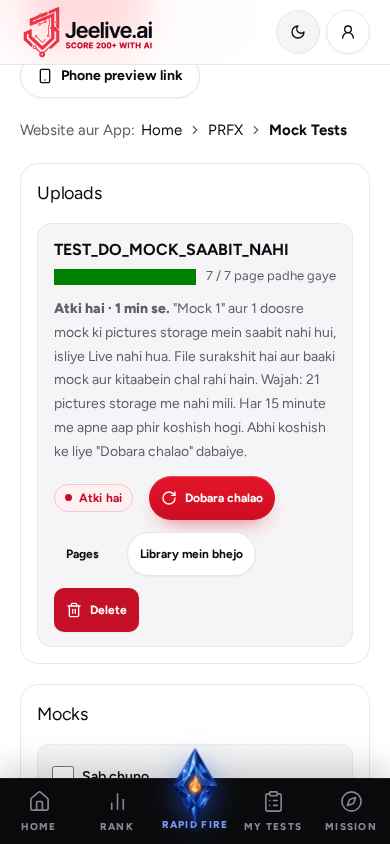 Jeelive.ai
SCORE 200+ WITH AI
Phone preview link
Website aur App: Home > PRFX > Mock Tests
Uploads
TEST_DO_MOCK_SAABIT_NAHI
7 / 7 page padhe gaye
Atki hai · 1 min se. "Mock 1" aur 1 doosre
mock ki pictures storage mein saabit nahi hui,
isliye Live nahi hua. File surakshit hai aur baaki
mock aur kitaabein chal rahi hain. Wajah: 21
pictures storage me nahi mili. Har 15 minute
me apne aap phir koshish hogi. Abhi koshish
ke liye "Dobara chalao" dabaiye.
Atki hai
Dobara chalao
Pages
Library mein bhejo
Delete
Mocks
Sab chuno
HOME
RANK
RAPID FIRE
MY TESTS
MISSION